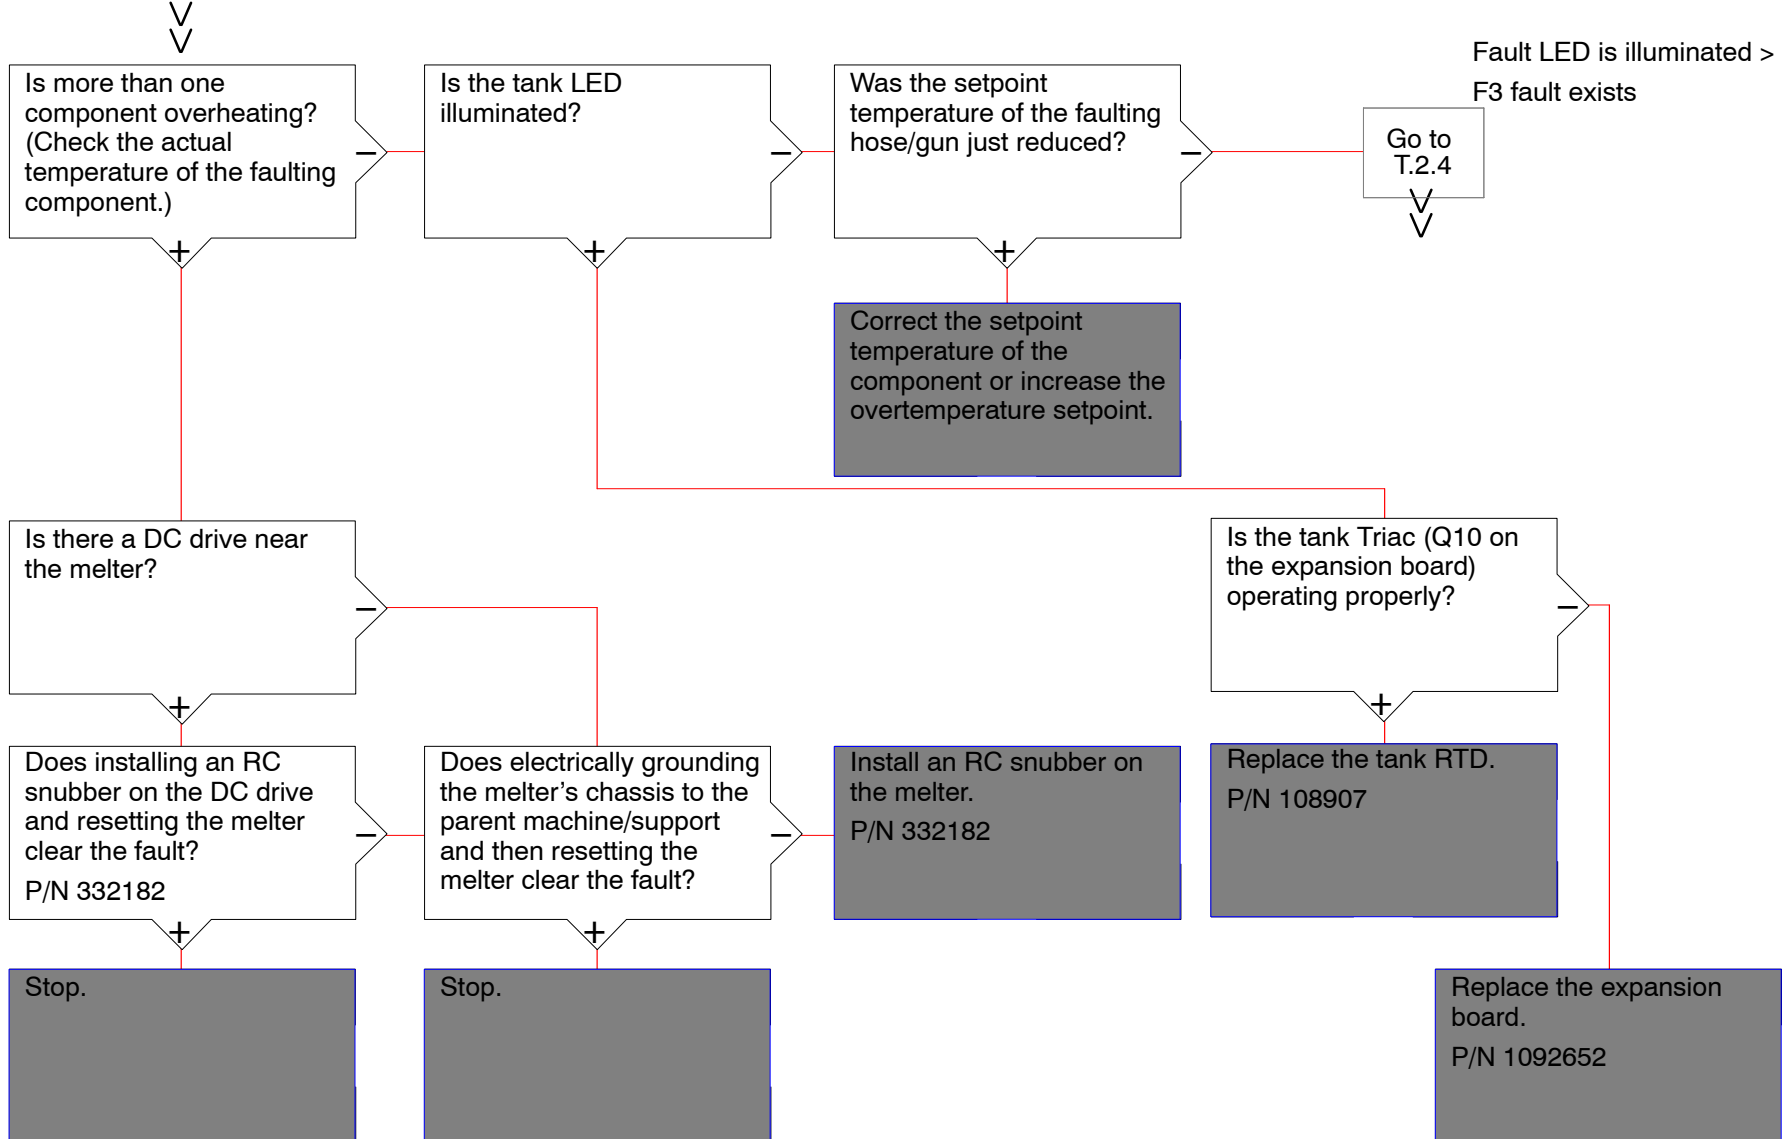 Fault LED is illuminated >
F3 fault exists
Is more than one
component overheating?
(Check the actual
temperature of the faulting
component.)
–
+
Is the tank LED
illuminated?
–
+
Was the setpoint
temperature of the faulting
hose/gun just reduced?
–
+
Go to
T.2.4
Correct the setpoint
temperature of the
component or increase the
overtemperature setpoint.
Is there a DC drive near
the melter?
–
+
Is the tank Triac (Q10 on
the expansion board)
operating properly?
–
+
Does installing an RC
snubber on the DC drive
and resetting the melter
clear the fault?
P/N 332182
–
+
Does electrically grounding
the melter’s chassis to the
parent machine/support
and then resetting the
melter clear the fault?
–
+
Install an RC snubber on
the melter.
P/N 332182
Replace the tank RTD.
P/N 108907
Stop.
Stop.
Replace the expansion
board.
P/N 1092652